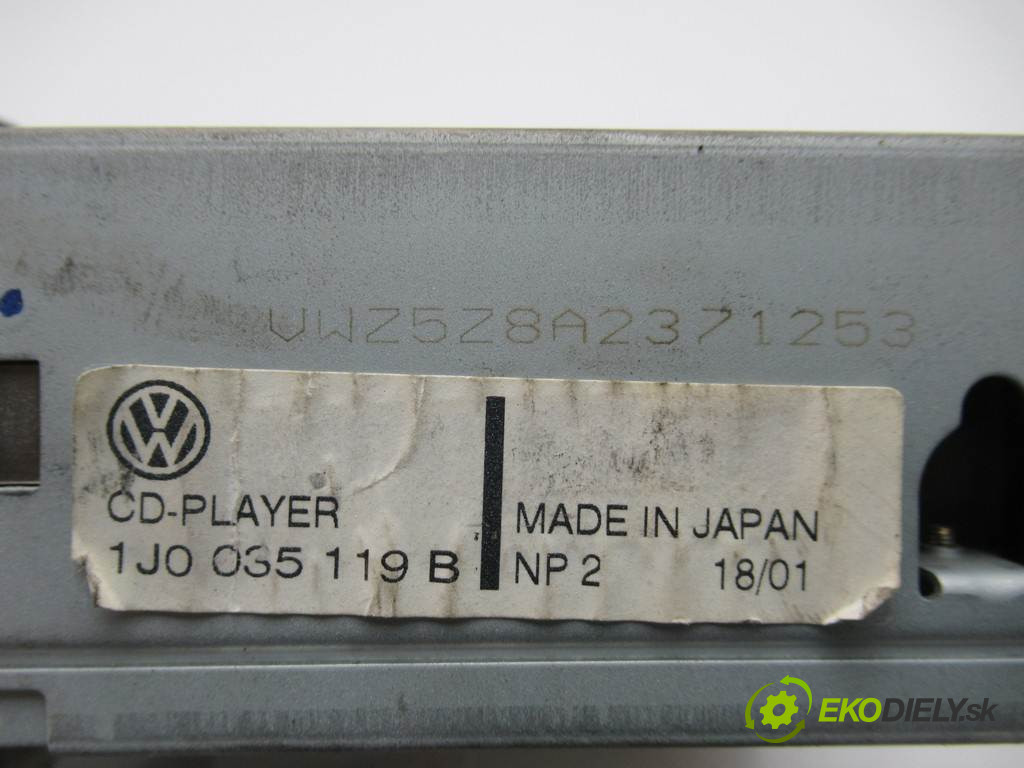 VWZ5Z8A2371253
CD-PLAYER
1J0 035 119 B
MADE IN JAPAN
NP 2 18/01
EKODIELY.sk